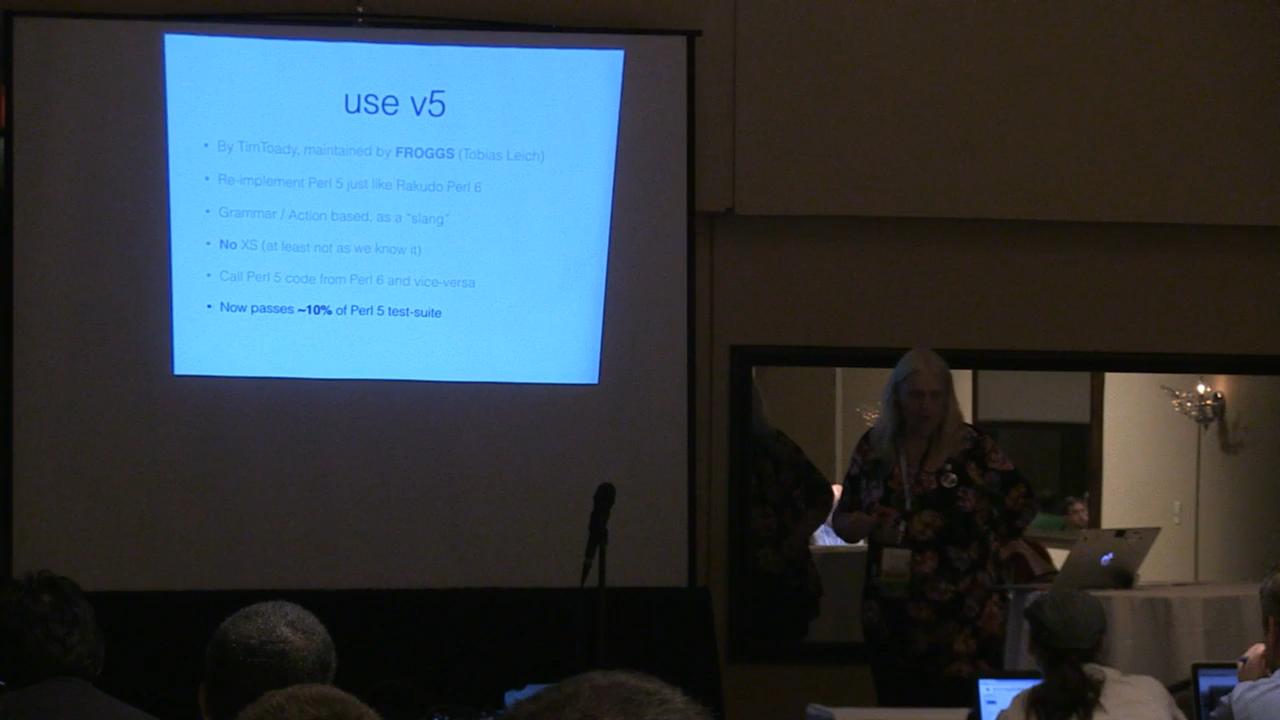 use v5
• By TimToady, maintained by FROGGS (Tobias Leich)
• Re-implement Perl 5 just like Rakudo Perl 6
• Grammar / Action based, as a "slang"
• No XS (at least not as we know it)
• Call Perl 5 code from Perl 6 and vice-versa
• Now passes ~10% of Perl 5 test-suite